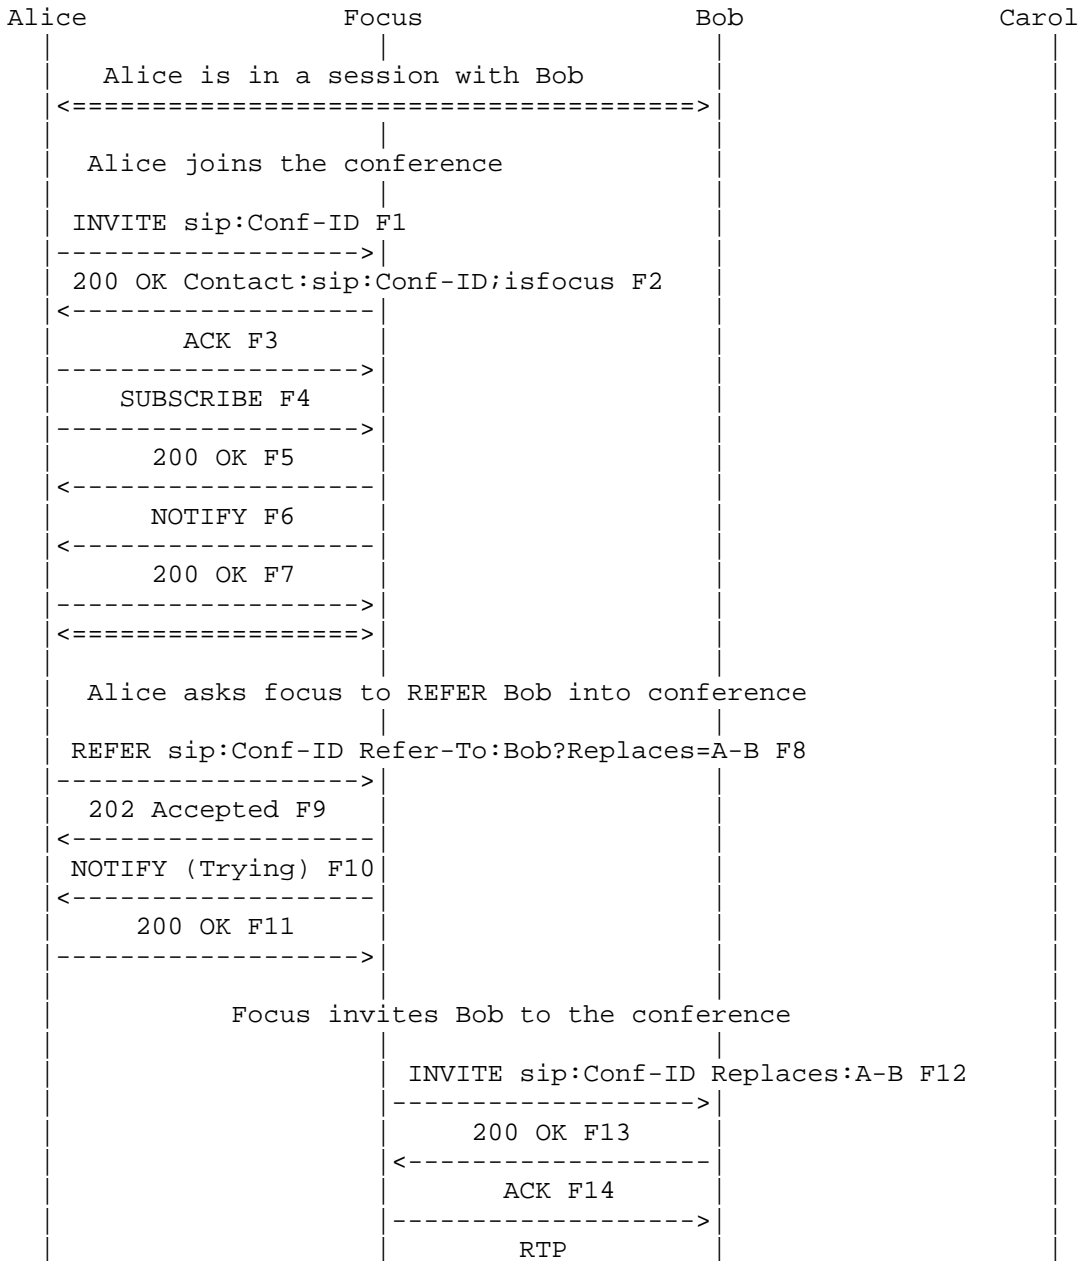 Alice Focus Bob Carol
Alice is in a session with Bob
Alice joins the conference
INVITE sip:Conf-ID F1
200 OK Contact:sip:Conf-ID;isfocus F2
ACK F3
SUBSCRIBE F4
200 OK F5
NOTIFY F6
200 OK F7
Alice asks focus to REFER Bob into conference
REFER sip:Conf-ID Refer-To:Bob?Replaces=A-B F8
202 Accepted F9
NOTIFY (Trying) F10
200 OK F11
Focus invites Bob to the conference
INVITE sip:Conf-ID Replaces:A-B F12
200 OK F13
ACK F14
RTP